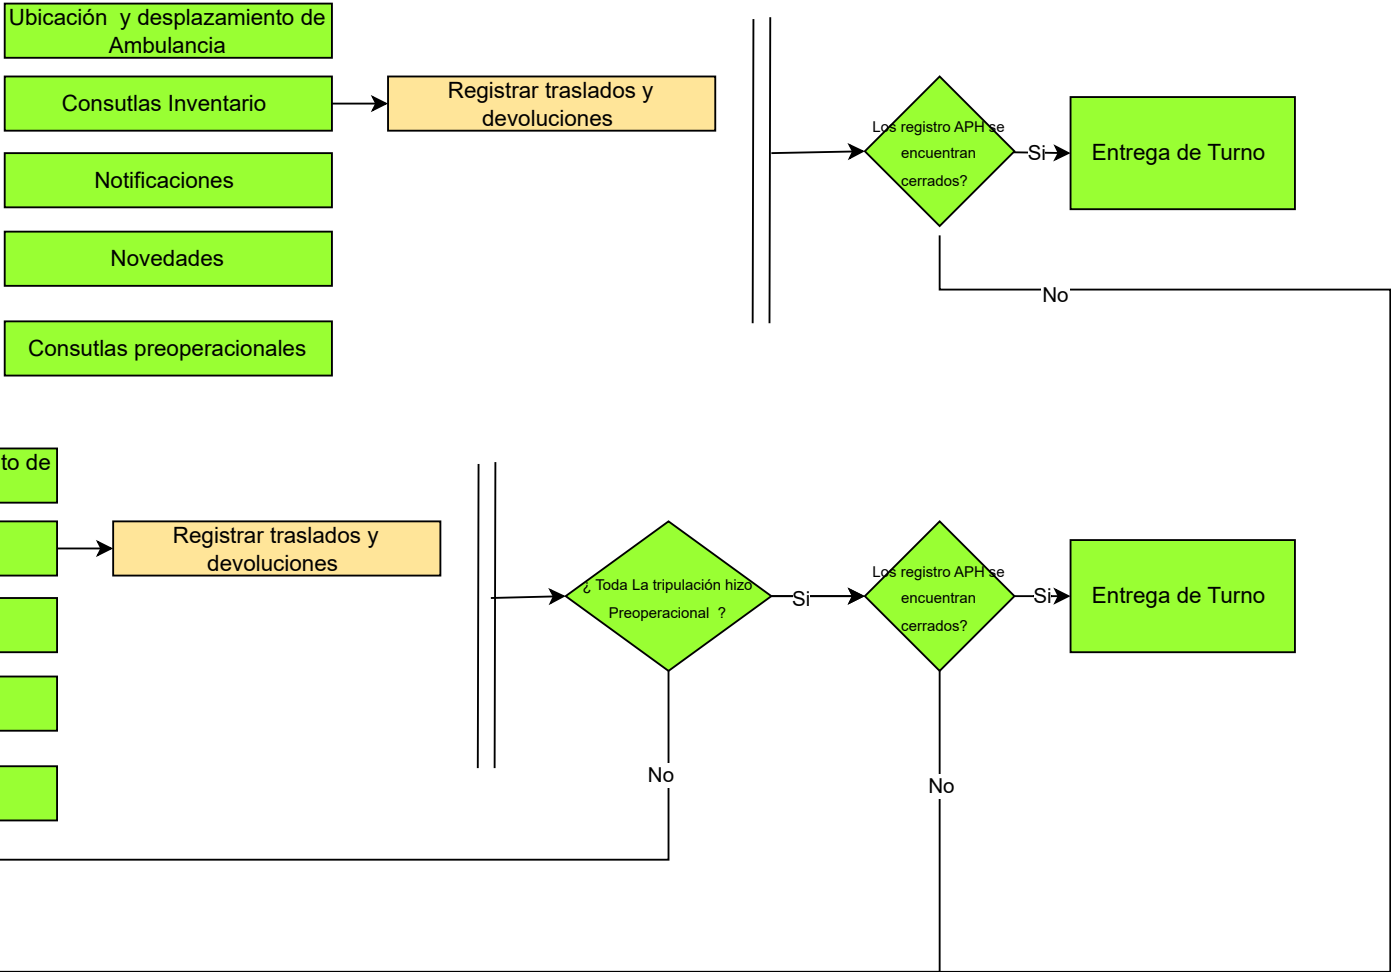 Ubicación y desplazamiento de
Ambulancia
Consutlas Inventario
Registrar traslados y
devoluciones
Notificaciones
Novedades
Consutlas preoperacionales
Los registro APH se
encuentran
cerrados?
Si
Entrega de Turno
No
to de
Registrar traslados y
devoluciones
¿ Toda La tripulación hizo
Preoperacional ?
Si
Los registro APH se
encuentran
cerrados?
Si
Entrega de Turno
No
No